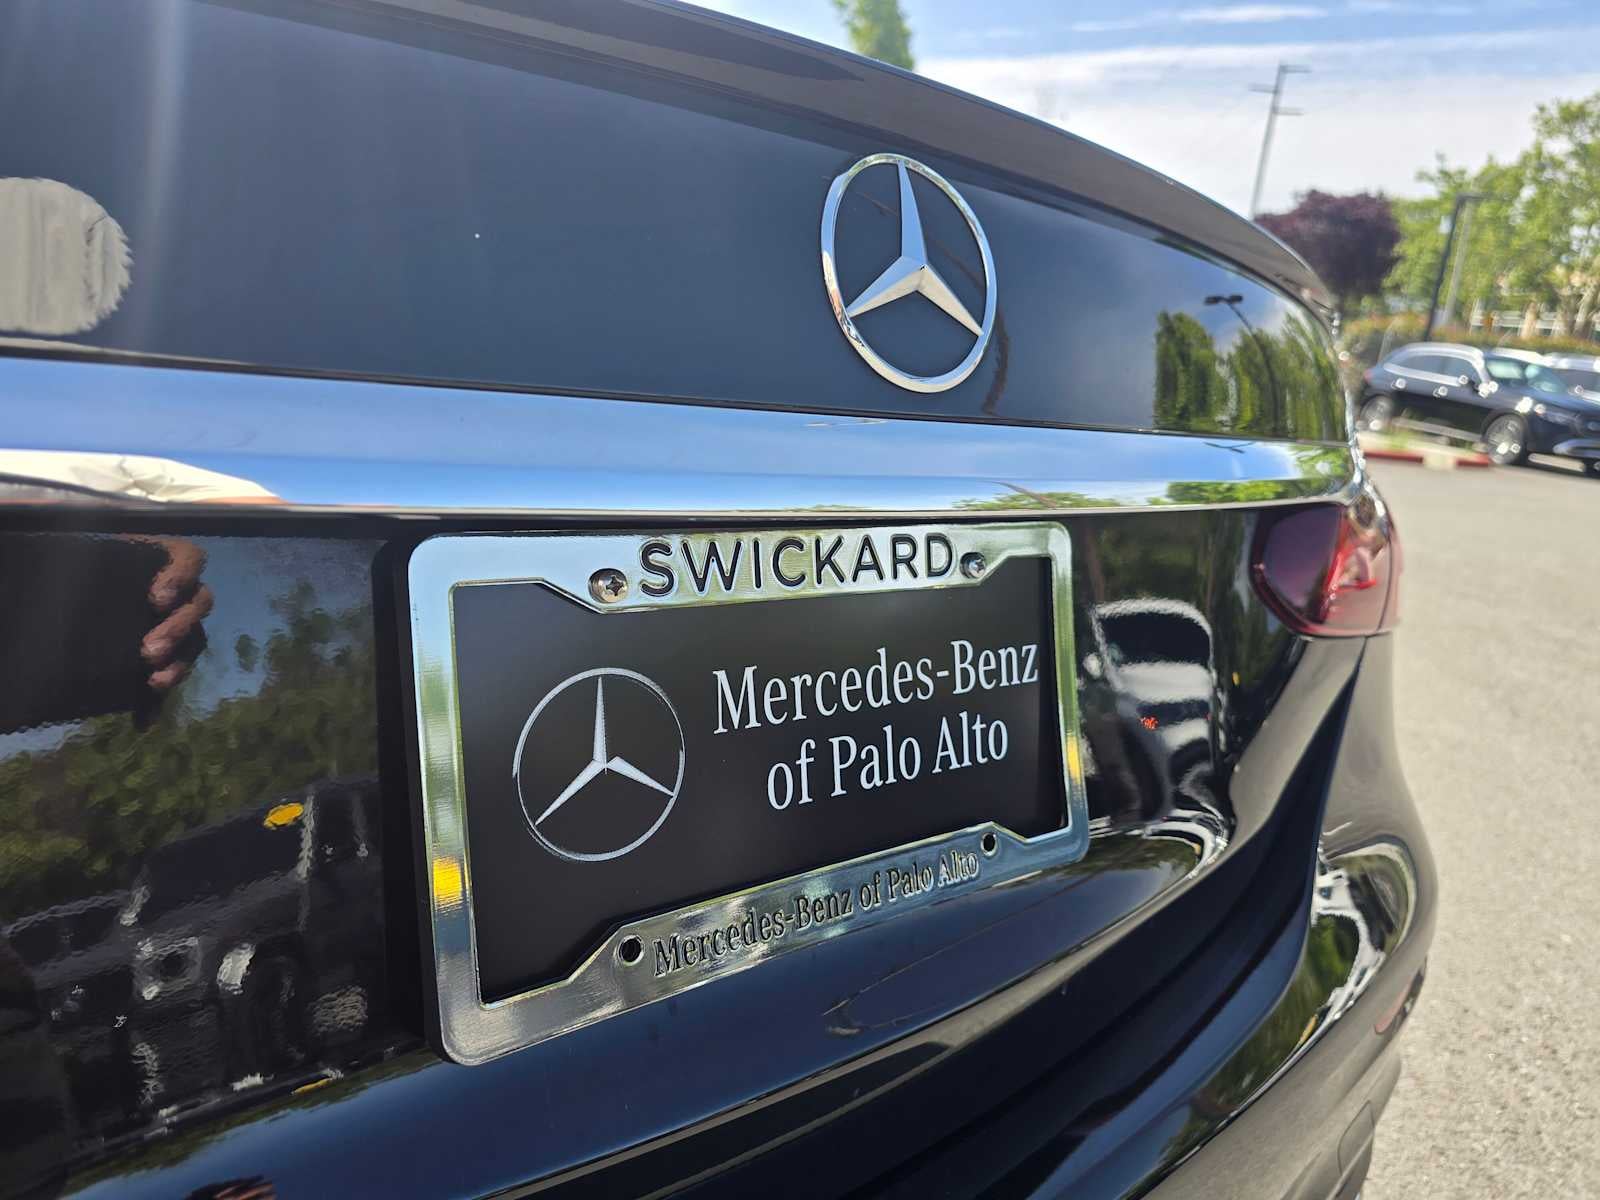 SWICKARD
Mercedes-Benz
of Palo Alto
Mercedes-Benz of Palo Alto